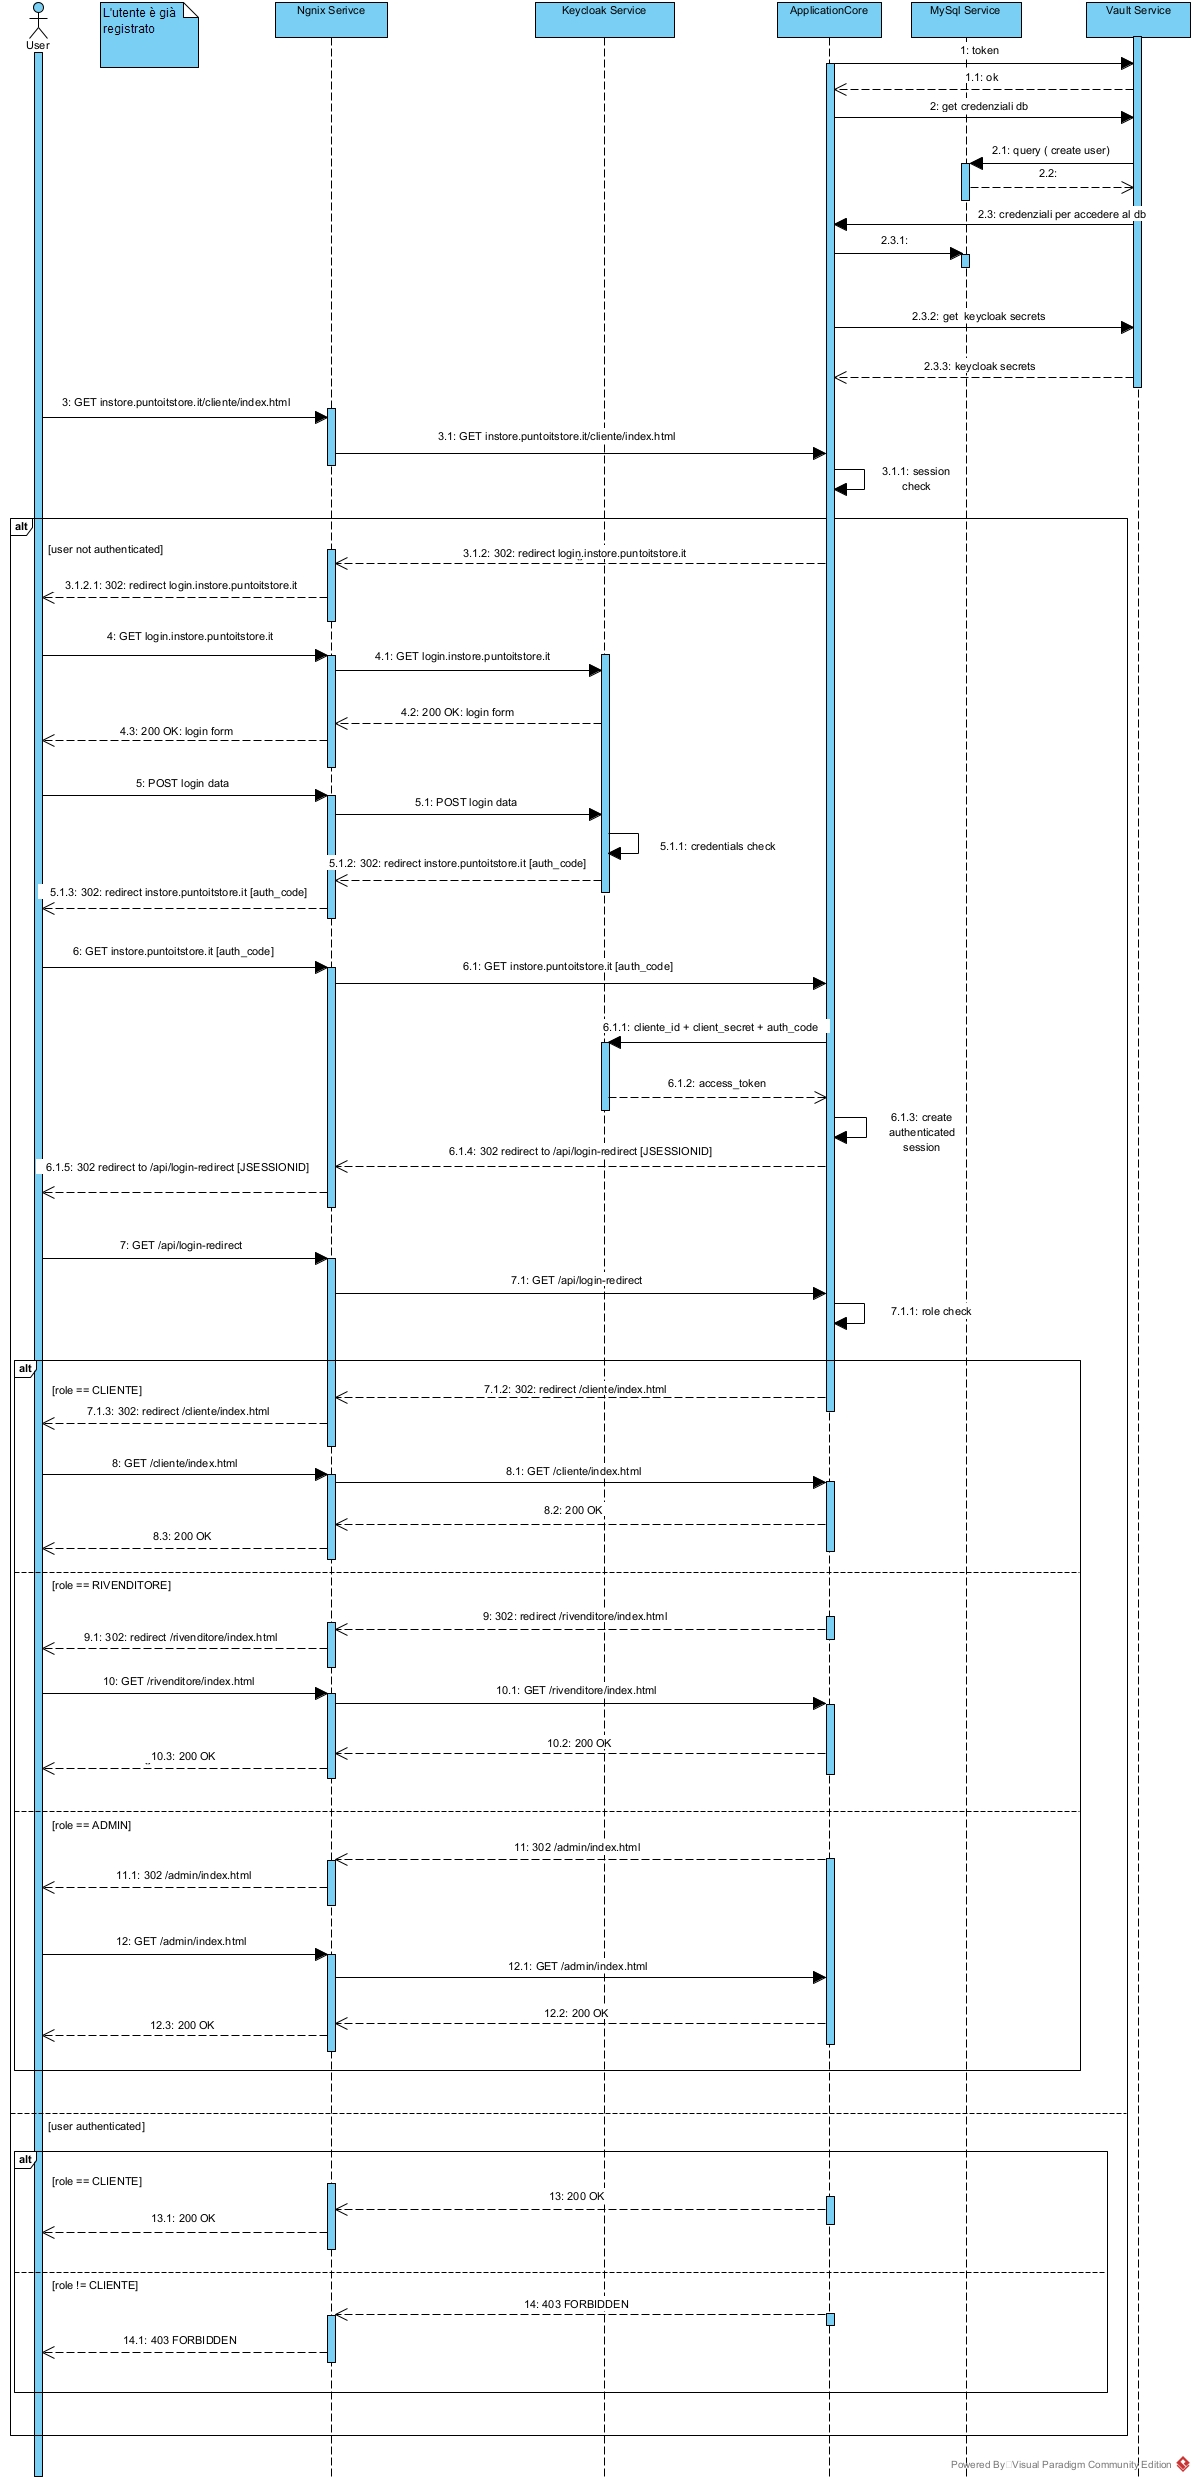 L'utente è già
registrato
User
Ngnix Serivce
Keycloak Service
ApplicationCore
MySql Service
Vault Service
1: token
1.1: ok
2: get credenziali db
2.1: query ( create user)
2.2:
2.3: credenziali per accedere al db
2.3.1:
2.3.2: get keycloak secrets
2.3.3: keycloak secrets
3: GET instore.puntoitstore.it/cliente/index.html
3.1: GET instore.puntoitstore.it/cliente/index.html
3.1.1: session
check
alt
[user not authenticated]
3.1.2: 302: redirect login.instore.puntoitstore.it
3.1.2.1: 302: redirect login.instore.puntoitstore.it
4: GET login.instore.puntoitstore.it
4.1: GET login.instore.puntoitstore.it
4.2: 200 OK: login form
4.3: 200 OK: login form
5: POST login data
5.1: POST login data
5.1.1: credentials check
5.1.2: 302: redirect instore.puntoitstore.it [auth_code]
5.1.3: 302: redirect instore.puntoitstore.it [auth_code]
6: GET instore.puntoitstore.it [auth_code]
6.1: GET instore.puntoitstore.it [auth_code]
6.1.1: cliente_id + client_secret + auth_code
6.1.2: access_token
6.1.3: create
authenticated
session
6.1.4: 302 redirect to /api/login-redirect [JSESSIONID]
6.1.5: 302 redirect to /api/login-redirect [JSESSIONID]
7: GET /api/login-redirect
7.1: GET /api/login-redirect
7.1.1: role check
alt
[role == CLIENTE]
7.1.2: 302: redirect /cliente/index.html
7.1.3: 302: redirect /cliente/index.html
8: GET /cliente/index.html
8.1: GET /cliente/index.html
8.2: 200 OK
8.3: 200 OK
[role == RIVENDITORE]
9: 302: redirect /rivenditore/index.html
9.1: 302: redirect /rivenditore/index.html
10: GET /rivenditore/index.html
10.1: GET /rivenditore/index.html
10.2: 200 OK
10.3: 200 OK
[role == ADMIN]
11: 302 /admin/index.html
11.1: 302 /admin/index.html
12: GET /admin/index.html
12.1: GET /admin/index.html
12.2: 200 OK
12.3: 200 OK
[user authenticated]
alt
[role == CLIENTE]
13: 200 OK
13.1: 200 OK
[role != CLIENTE]
14: 403 FORBIDDEN
14.1: 403 FORBIDDEN
Powered By Visual Paradigm Community Edition